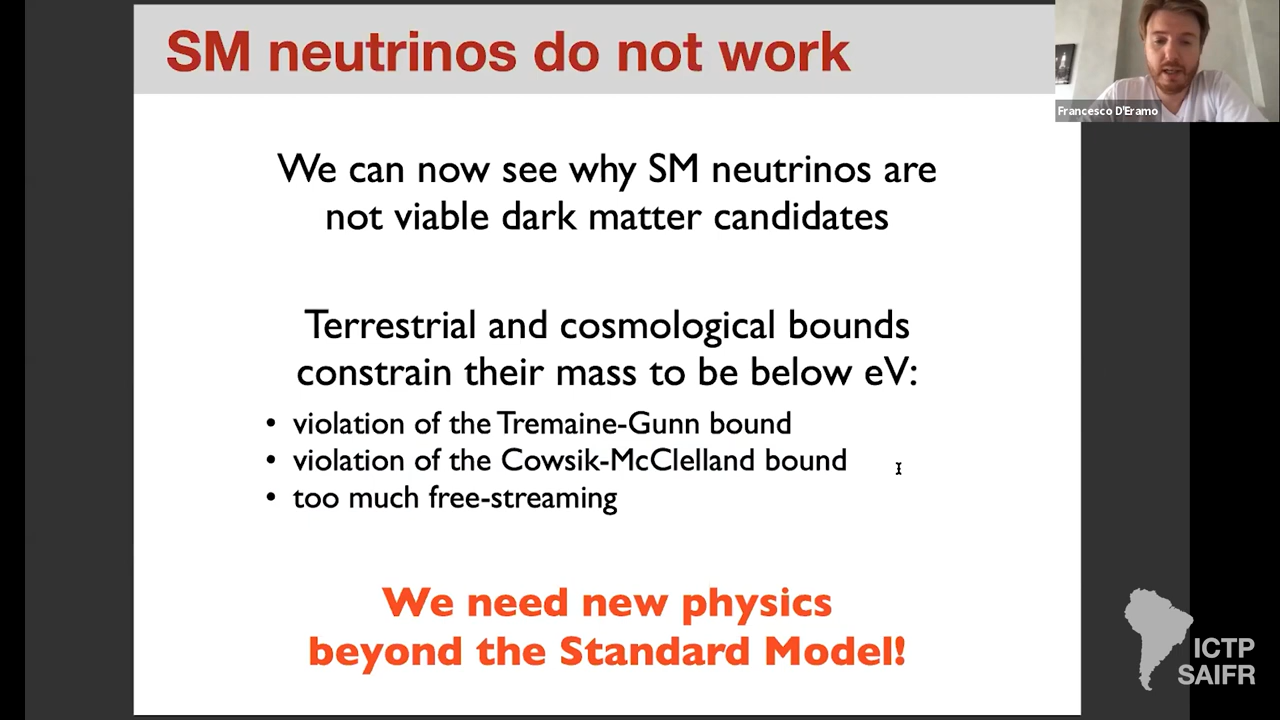 SM neutrinos do not work
Francesco D'Eramo
We can now see why SM neutrinos are
not viable dark matter candidates
Terrestrial and cosmological bounds
constrain their mass to be below eV:
• violation of the Tremaine-Gunn bound
• violation of the Cowsik-McClelland bound
• too much free-streaming
We need new physics
beyond the Standard Model!
ICTP
SAIFR